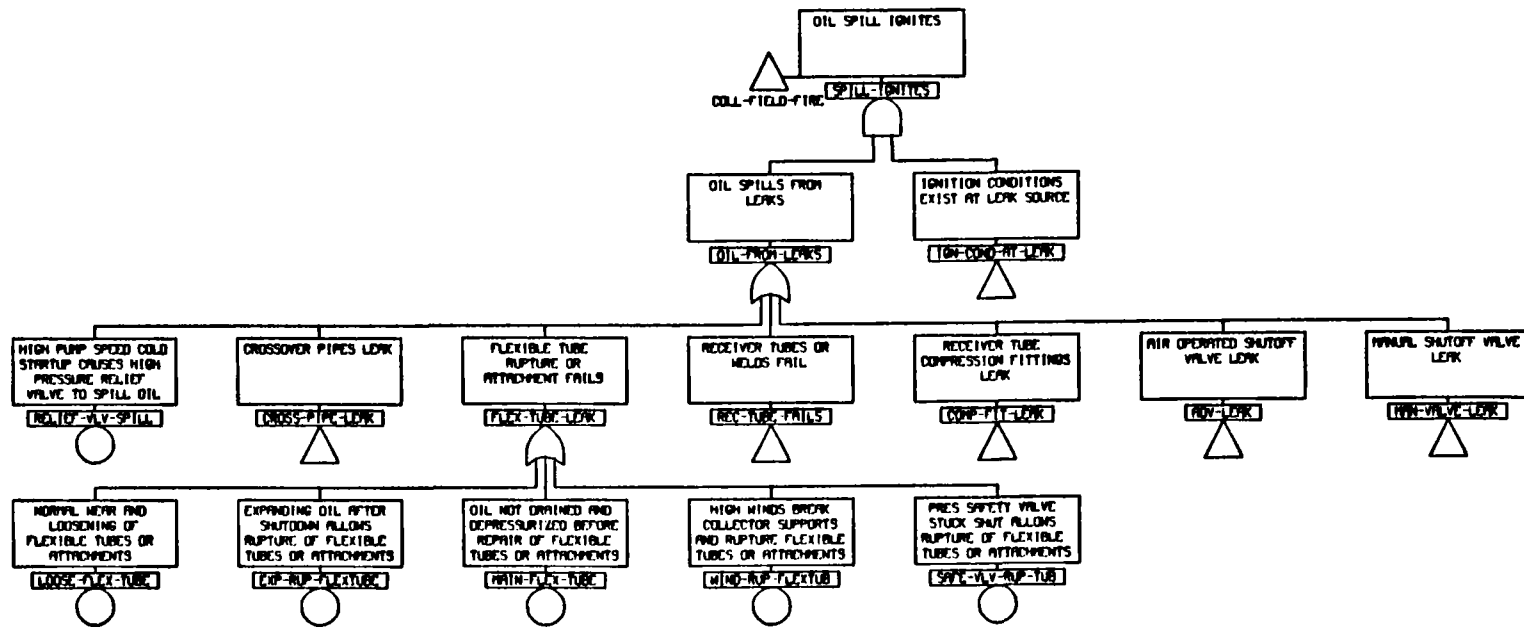 OIL SPILL IGNITES
COLL-FIELD-FIRE
SPILL-IGNITES
OIL SPILLS FROM
LEAKS
IGNITION CONDITIONS
EXIST AT LEAK SOURCE
OIL-FROM-LEAKS
IGN-COND-AT-LEAK
HIGH PUMP SPEED COLD
STARTUP CAUSES HIGH
PRESSURE RELIEF
VALVE TO SPILL OIL
CROSSOVER PIPES LEAK
FLEXIBLE TUBE
RUPTURE OR
ATTACHMENT FAILS
RECEIVER TUBES OR
WELDS FAIL
RECEIVER TUBE
COMPRESSION FITTINGS
LEAK
AIR OPERATED SHUTOFF
VALVE LEAK
MANUAL SHUTOFF VALVE
LEAK
RELIEF-VLV-SPILL
CROSS-PIPE-LEAK
FLEX-TUBE-LEAK
REC-TUBE-FAILS
COMP-FIT-LEAK
AOV-LEAK
MAN-VALVE-LEAK
NORMAL WEAR AND
LOOSENING OF
FLEXIBLE TUBES OR
ATTACHMENTS
EXPANDING OIL AFTER
SHUTDOWN ALLOWS
RUPTURE OF FLEXIBLE
TUBES OR ATTACHMENTS
OIL NOT DRAINED AND
DEPRESSURIZED BEFORE
REPAIR OF FLEXIBLE
TUBES OR ATTACHMENTS
HIGH WINDS BREAK
COLLECTOR SUPPORTS
AND RUPTURE FLEXIBLE
TUBES OR ATTACHMENTS
PRES SAFETY VALVE
STUCK SHUT ALLOWS
RUPTURE OF FLEXIBLE
TUBES OR ATTACHMENTS
LOOSE-FLEX-TUBE
EXP-RUP-FLEXTUBE
MAIN-FLEX-TUBE
WIND-RUP-FLEXTUB
SAFE-VLV-RUP-TUB